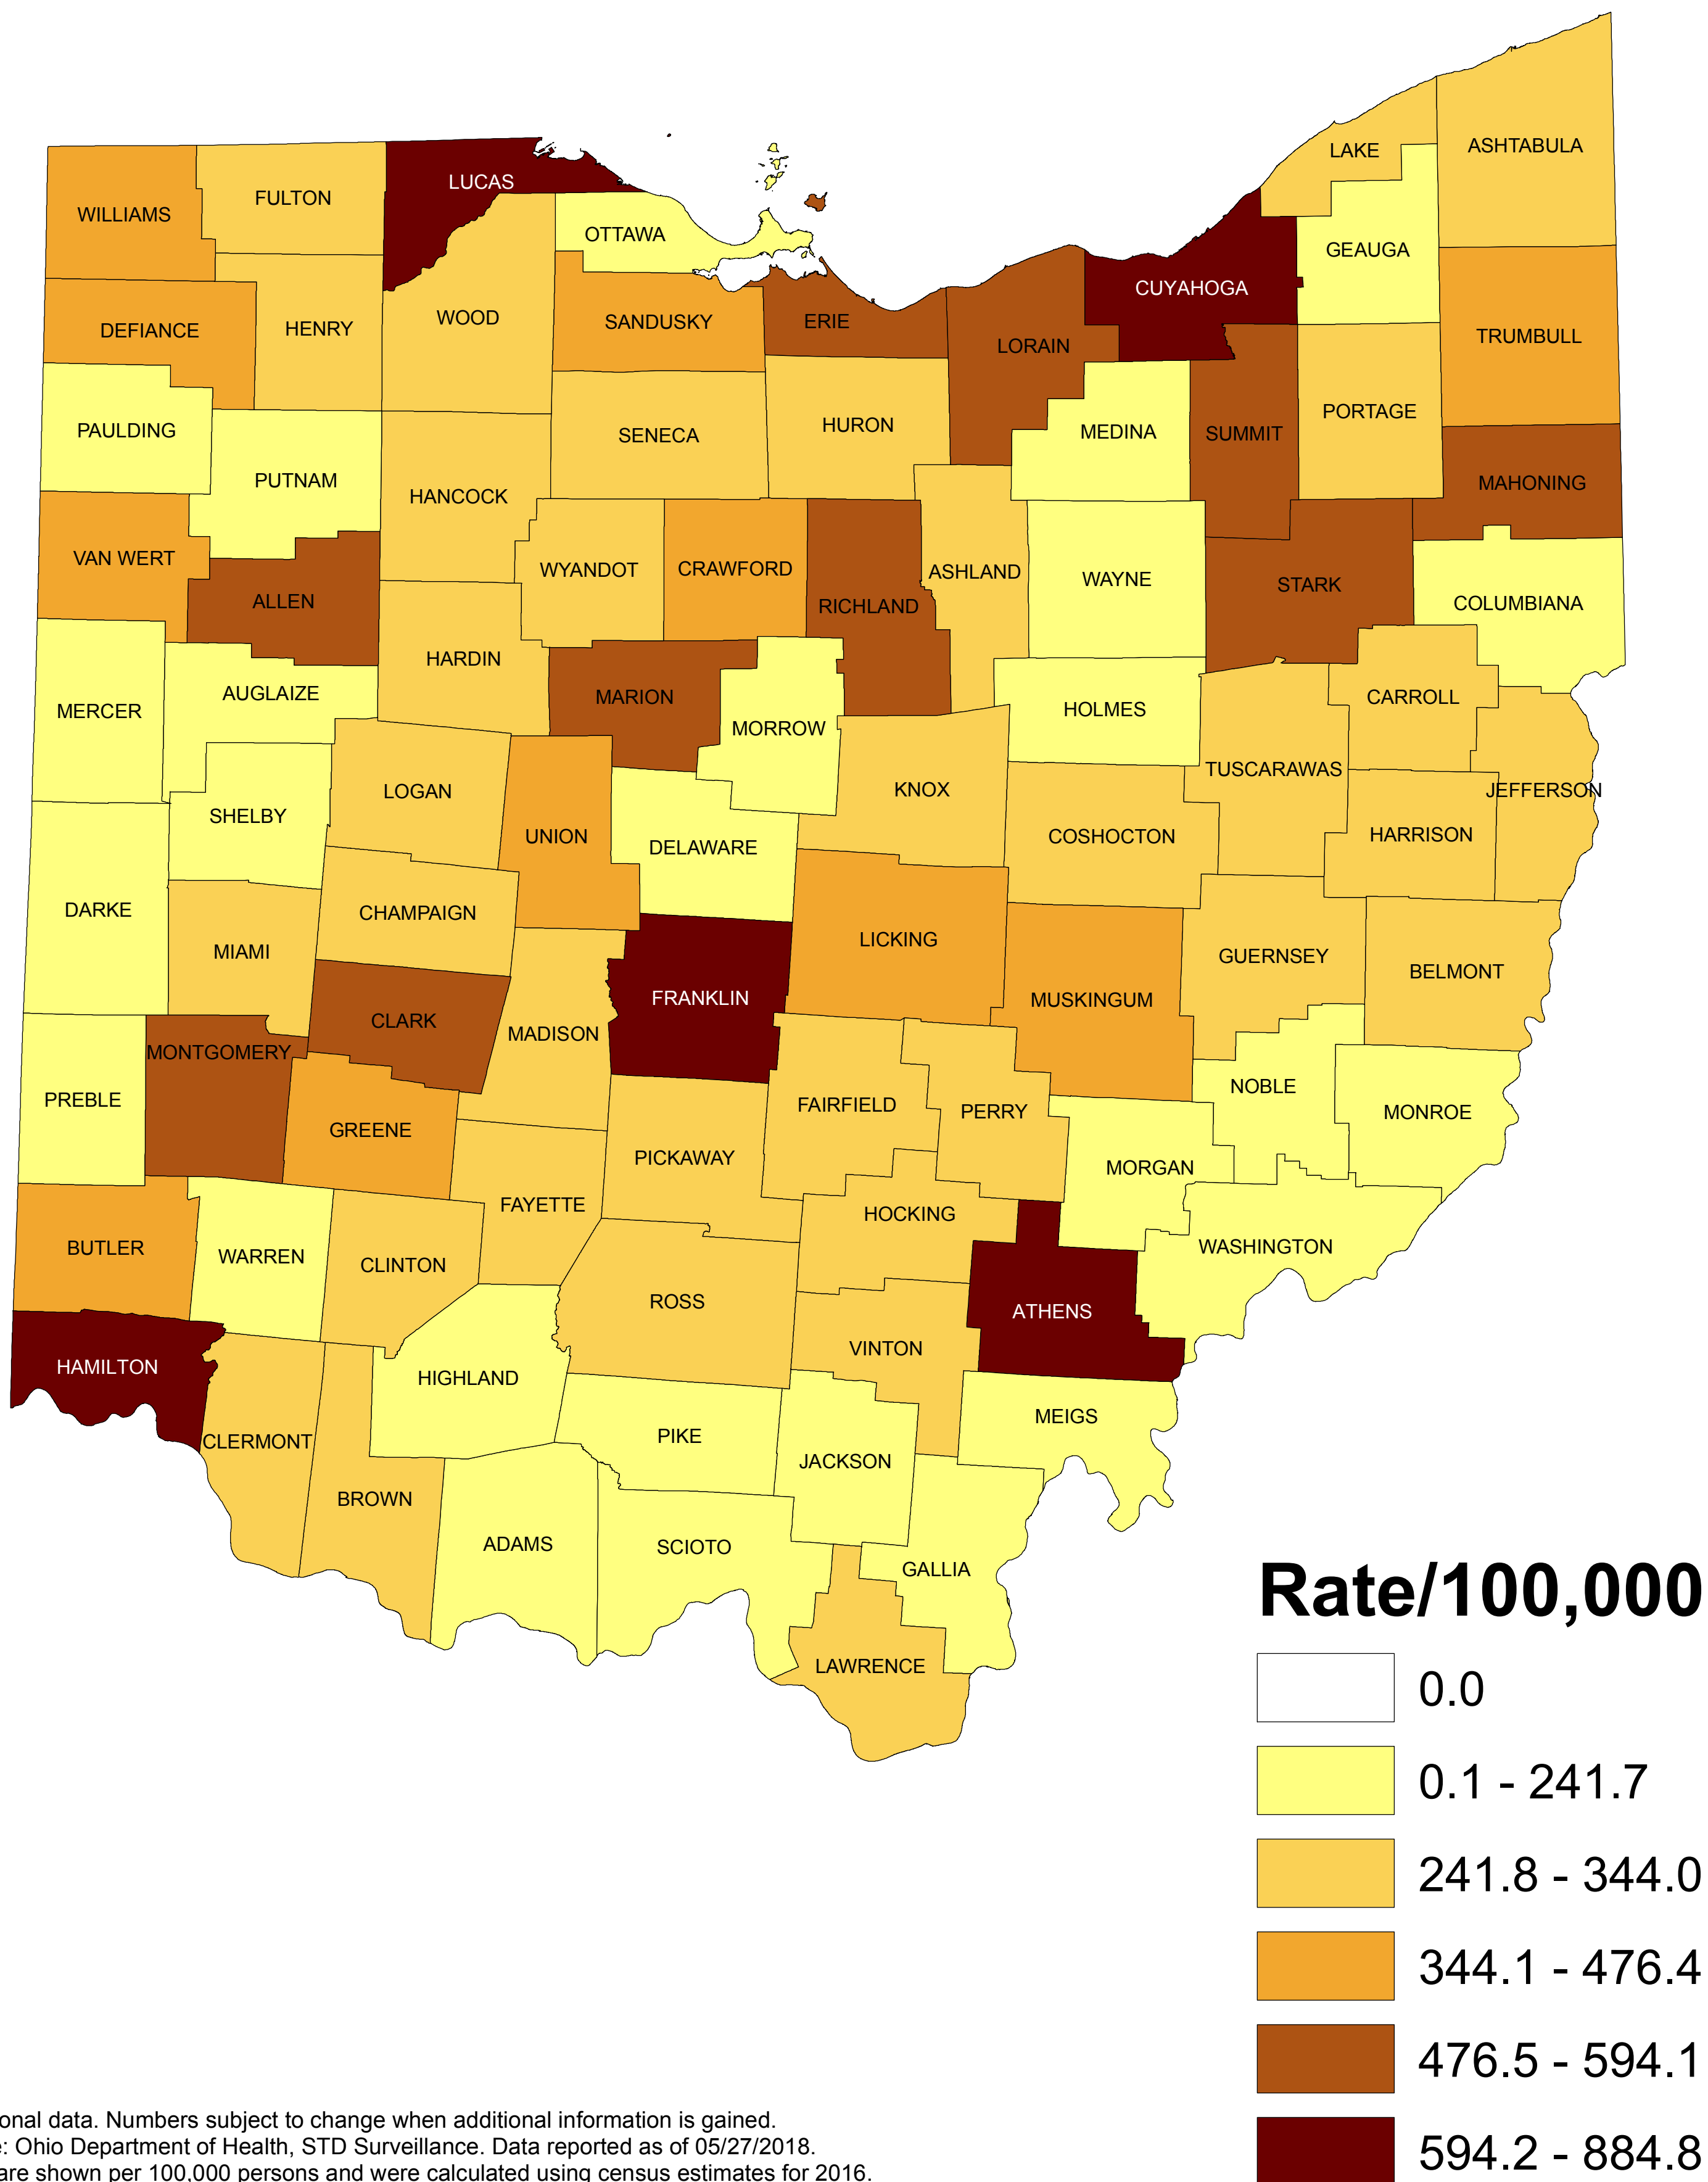 ASHTABULA
LAKE
LUCAS
FULTON
WILLIAMS
OTTAWA
GEAUGA
CUYAHOGA
WOOD
SANDUSKY
ERIE
HENRY
DEFIANCE
TRUMBULL
LORAIN
PORTAGE
HURON
PAULDING
MEDINA
SUMMIT
SENECA
PUTNAM
MAHONING
HANCOCK
VAN WERT
CRAWFORD
WYANDOT
ASHLAND
WAYNE
STARK
ALLEN
COLUMBIANA
RICHLAND
HARDIN
AUGLAIZE
MARION
CARROLL
HOLMES
MERCER
MORROW
TUSCARAWAS
KNOX
JEFFERSON
LOGAN
SHELBY
HARRISON
UNION
COSHOCTON
DELAWARE
DARKE
CHAMPAIGN
LICKING
MIAMI
GUERNSEY
BELMONT
FRANKLIN
MUSKINGUM
CLARK
MADISON
MONTGOMERY
NOBLE
PREBLE
FAIRFIELD
PERRY
MONROE
GREENE
PICKAWAY
MORGAN
FAYETTE
HOCKING
WASHINGTON
BUTLER
WARREN
CLINTON
ROSS
ATHENS
VINTON
HAMILTON
HIGHLAND
MEIGS
PIKE
CLERMONT
JACKSON
BROWN
ADAMS
SCIOTO
GALLIA
LAWRENCE
Rate/100,000
0.0
0.1 - 241.7
241.8 - 344.0
344.1 - 476.4
476.5 - 594.1
594.2 - 884.8
onal data. Numbers subject to change when additional information is gained.
e: Ohio Department of Health, STD Surveillance. Data reported as of 05/27/2018.
are shown per 100,000 persons and were calculated using census estimates for 2016.